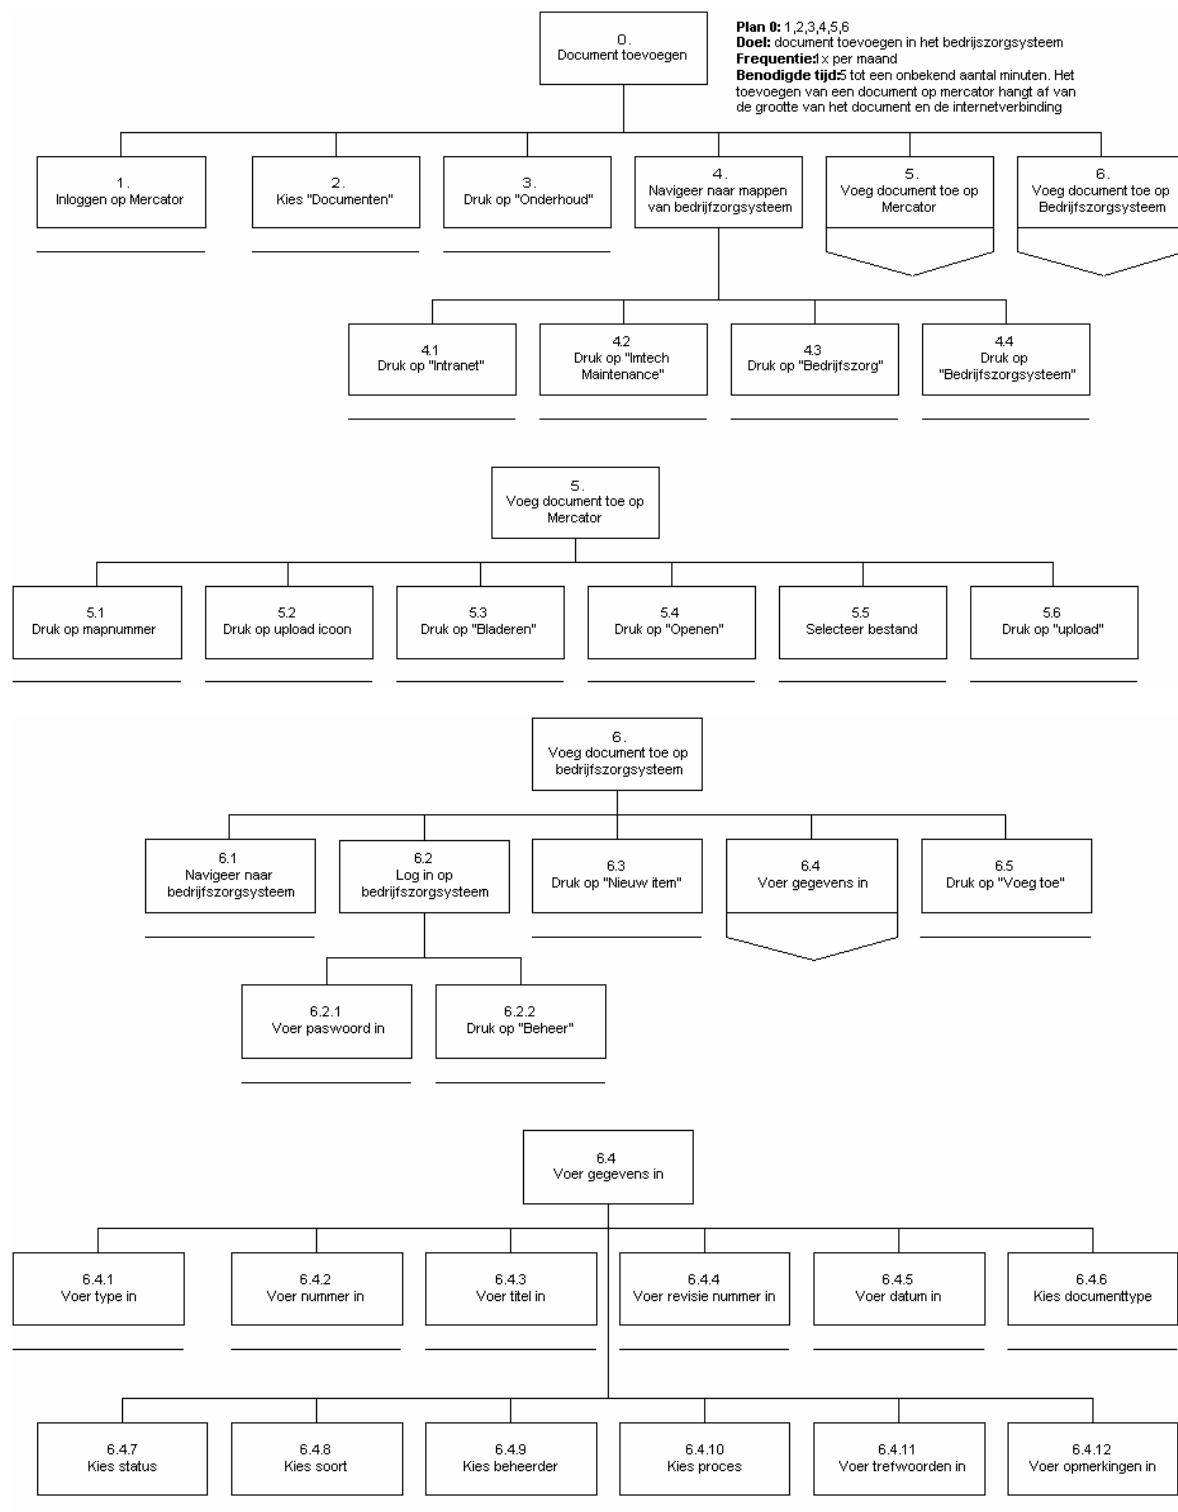 0.
Document toevoegen
Plan 0: 1,2,3,4,5,6
Doel: document toevoegen in het bedrijszorgsysteem
Frequentie:1x per maand
Benodigde tijd:5 tot een onbekend aantal minuten. Het
toevoegen van een document op mercator hangt af van
de grootte van het document en de internetverbinding
1.
Inloggen op Mercator
2.
Kies "Documenten"
3.
Druk op "Onderhoud"
4.
Navigeer naar mappen
van bedrijfzorgsysteem
5.
Voeg document toe op
Mercator
6.
Voeg document toe op
Bedrijfszorgsysteem
4.1
Druk op "Intranet"
4.2
Druk op "Imtech
Maintenance"
4.3
Druk op "Bedrijfszorg"
4.4
Druk op
"Bedrijfszorgsysteem"
5.
Voeg document toe op
Mercator
5.1
Druk op mapnummer
5.2
Druk op upload icoon
5.3
Druk op "Bladeren"
5.4
Druk op "Openen"
5.5
Selecteer bestand
5.6
Druk op "upload"
6.
Voeg document toe op
bedrijfszorgsysteem
6.1
Navigeer naar
bedrijfszorgsysteem
6.2
Log in op
bedrijfszorgsysteem
6.3
Druk op "Nieuw item"
6.4
Voer gegevens in
6.5
Druk op "Voeg toe"
6.2.1
Voer paswoord in
6.2.2
Druk op "Beheer"
6.4
Voer gegevens in
6.4.1
Voer type in
6.4.2
Voer nummer in
6.4.3
Voer titel in
6.4.4
Voer revisie nummer in
6.4.5
Voer datum in
6.4.6
Kies documenttype
6.4.7
Kies status
6.4.8
Kies soort
6.4.9
Kies beheerder
6.4.10
Kies proces
6.4.11
Voer trefwoorden in
6.4.12
Voer opmerkingen in